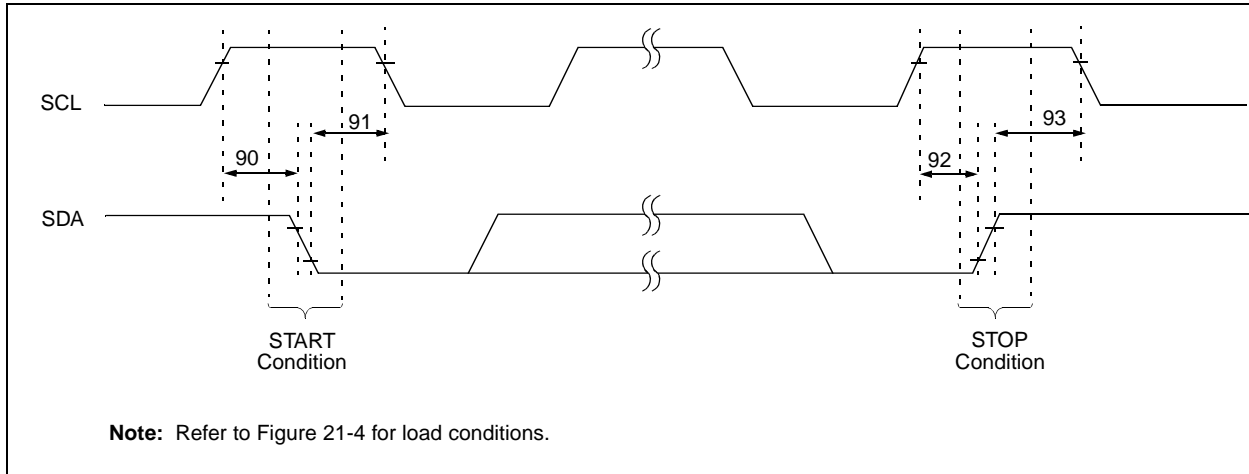 SCL
91
93
90
92
SDA
START
Condition
STOP
Condition
Note: Refer to Figure 21-4 for load conditions.